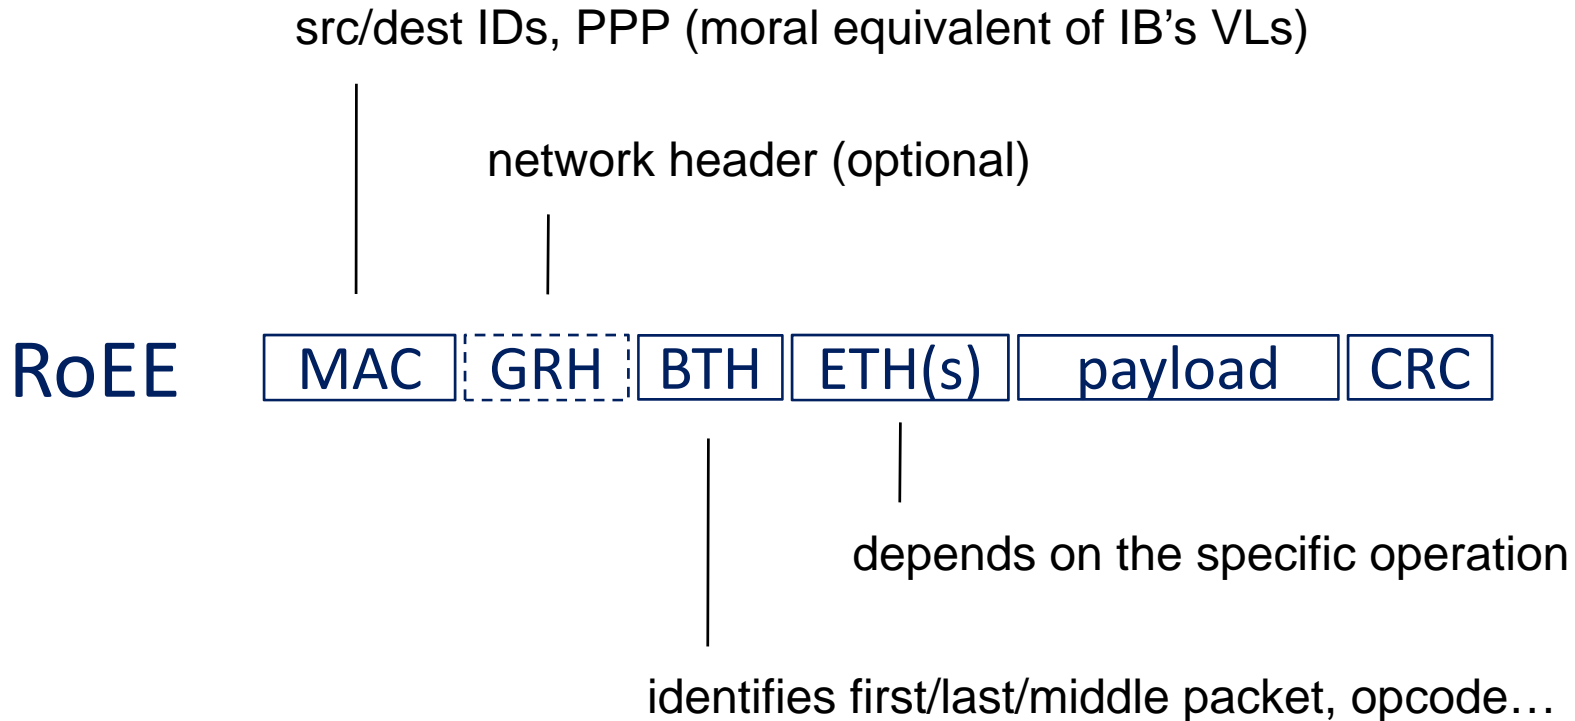 src/dest IDs, PPP (moral equivalent of IB’s VLs)
network header (optional)
RoEE MAC GRH BTH ETH(s) payload CRC
depends on the specific operation
identifies first/last/middle packet, opcode…